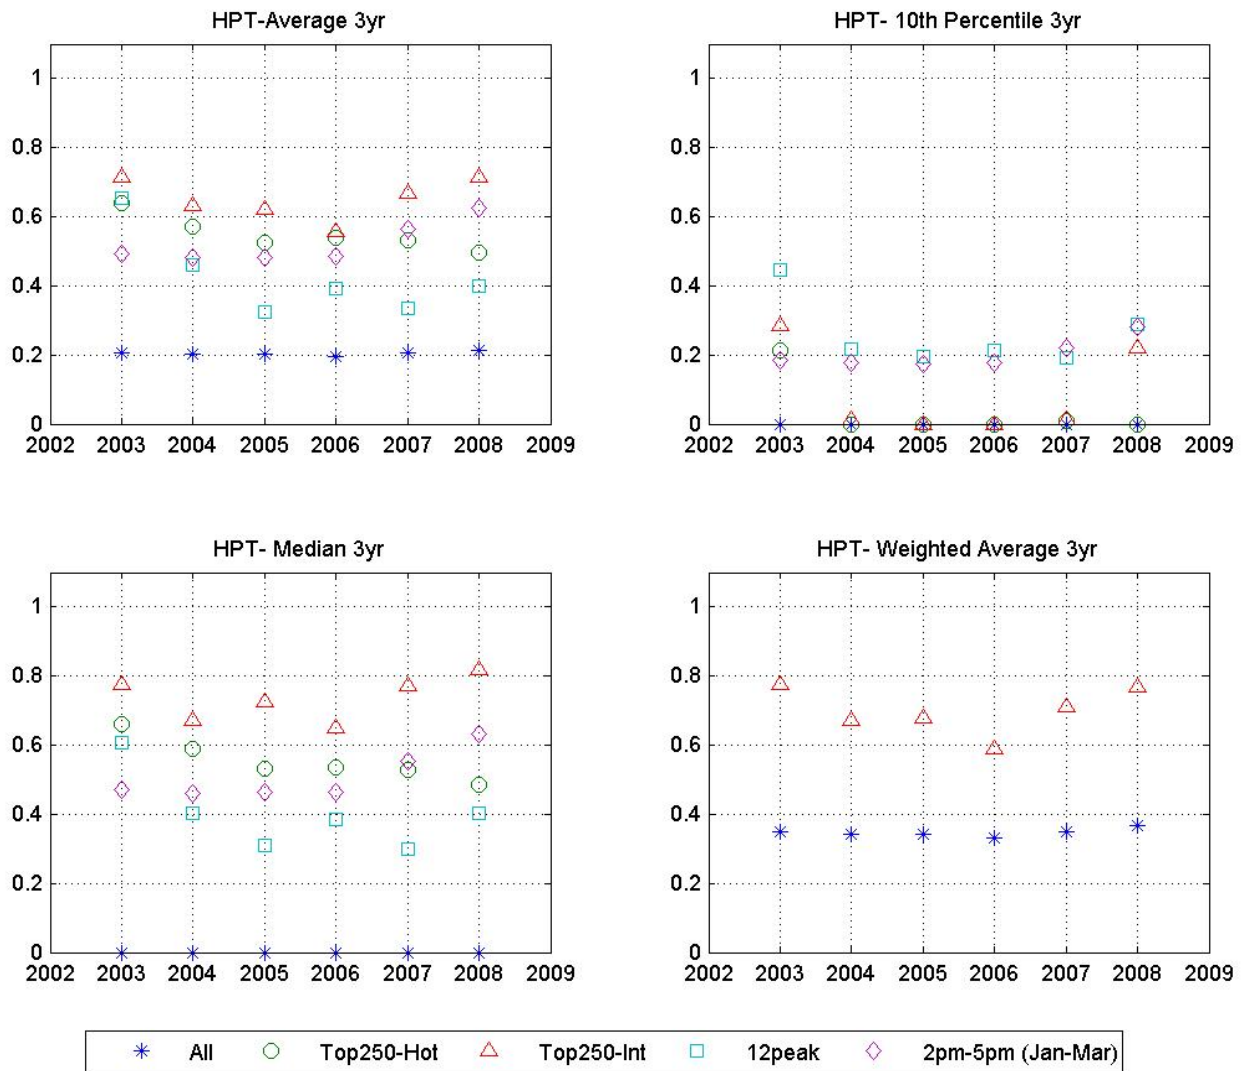 HPT-Average 3yr
1
0.8
0.6
0.4
0.2
0
2002 2003 2004 2005 2006 2007 2008 2009
HPT- 10th Percentile 3yr
1
0.8
0.6
0.4
0.2
0
2002 2003 2004 2005 2006 2007 2008 2009
HPT- Median 3yr
1
0.8
0.6
0.4
0.2
0
2002 2003 2004 2005 2006 2007 2008 2009
HPT- Weighted Average 3yr
1
0.8
0.6
0.4
0.2
0
2002 2003 2004 2005 2006 2007 2008 2009
All Top250-Hot Top250-Int 12peak 2pm-5pm (Jan-Mar)